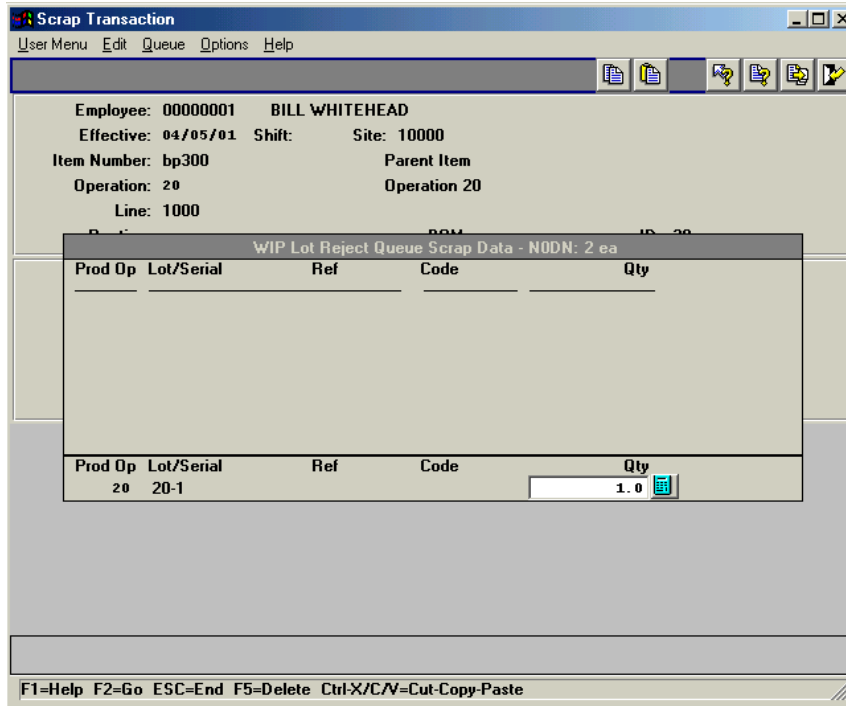 Scrap Transaction
User Menu Edit Queue Options Help
Employee: 00000001 BILL WHITEHEAD
Effective: 04/05/01 Shift: Site: 10000
Item Number: bp300 Parent Item
Operation: 20 Operation 20
Line: 1000
WIP Lot Reject Queue Scrap Data - N0DN: 2 ea
Prod Op Lot/Serial Ref Code Qty
Prod Op Lot/Serial Ref Code Qty
20 20-1 1.0
F1=Help F2=Go ESC=End F5=Delete Ctrl-X/C/V=Cut-Copy-Paste